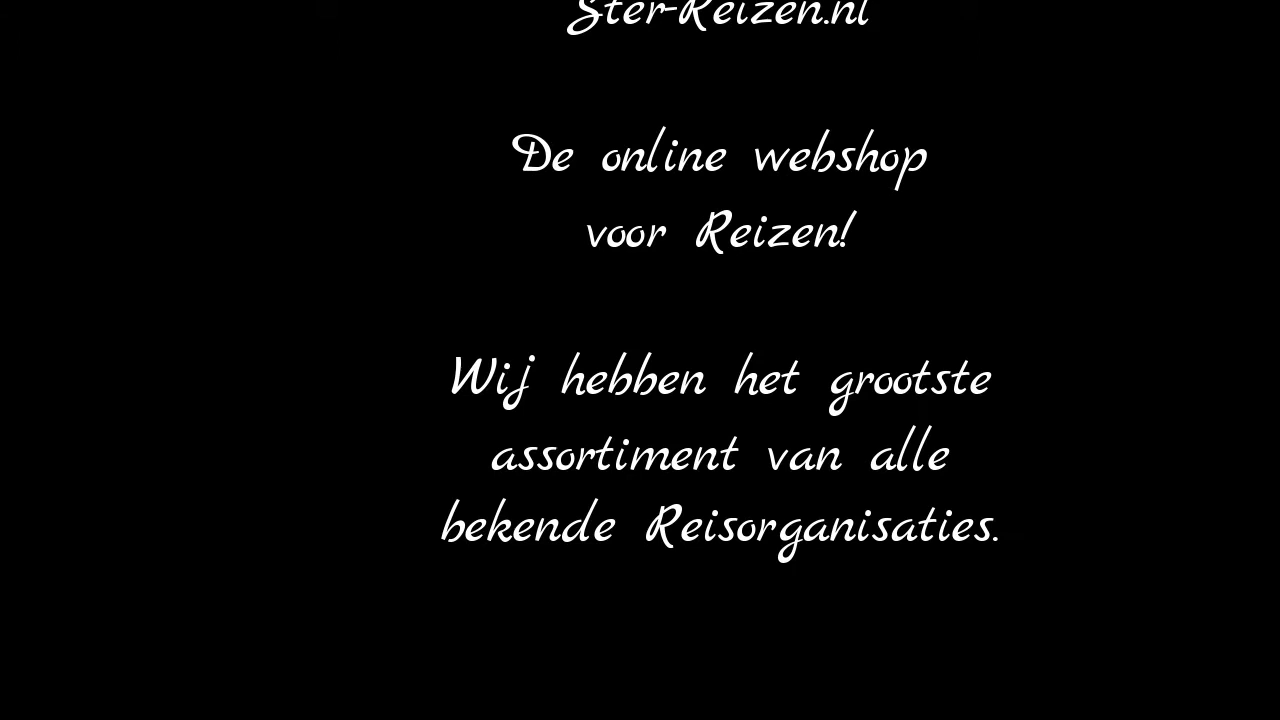 Ster-Reizen.nl
De online webshop
voor Reizen!
Wij hebben het grootste
assortiment van alle
bekende Reisorganisaties.